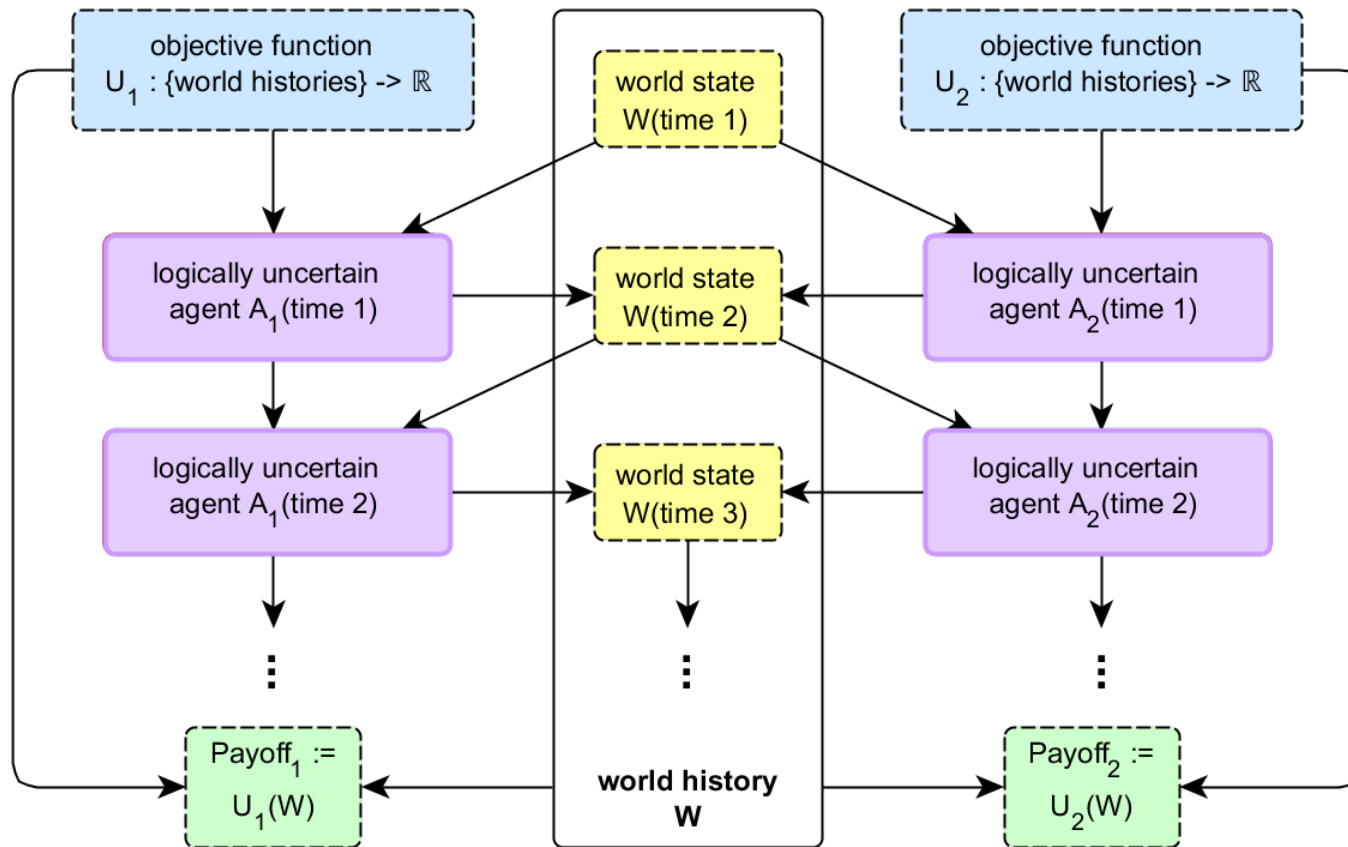 objective function
U₁ : {world histories} -> ℝ
world state
W(time 1)
objective function
U₂ : {world histories} -> ℝ
logically uncertain
agent A₁(time 1)
world state
W(time 2)
logically uncertain
agent A₂(time 1)
logically uncertain
agent A₁(time 2)
world state
W(time 3)
logically uncertain
agent A₂(time 2)
⋮
⋮
⋮
Payoff₁ :=
U₁(W)
world history
W
Payoff₂ :=
U₂(W)